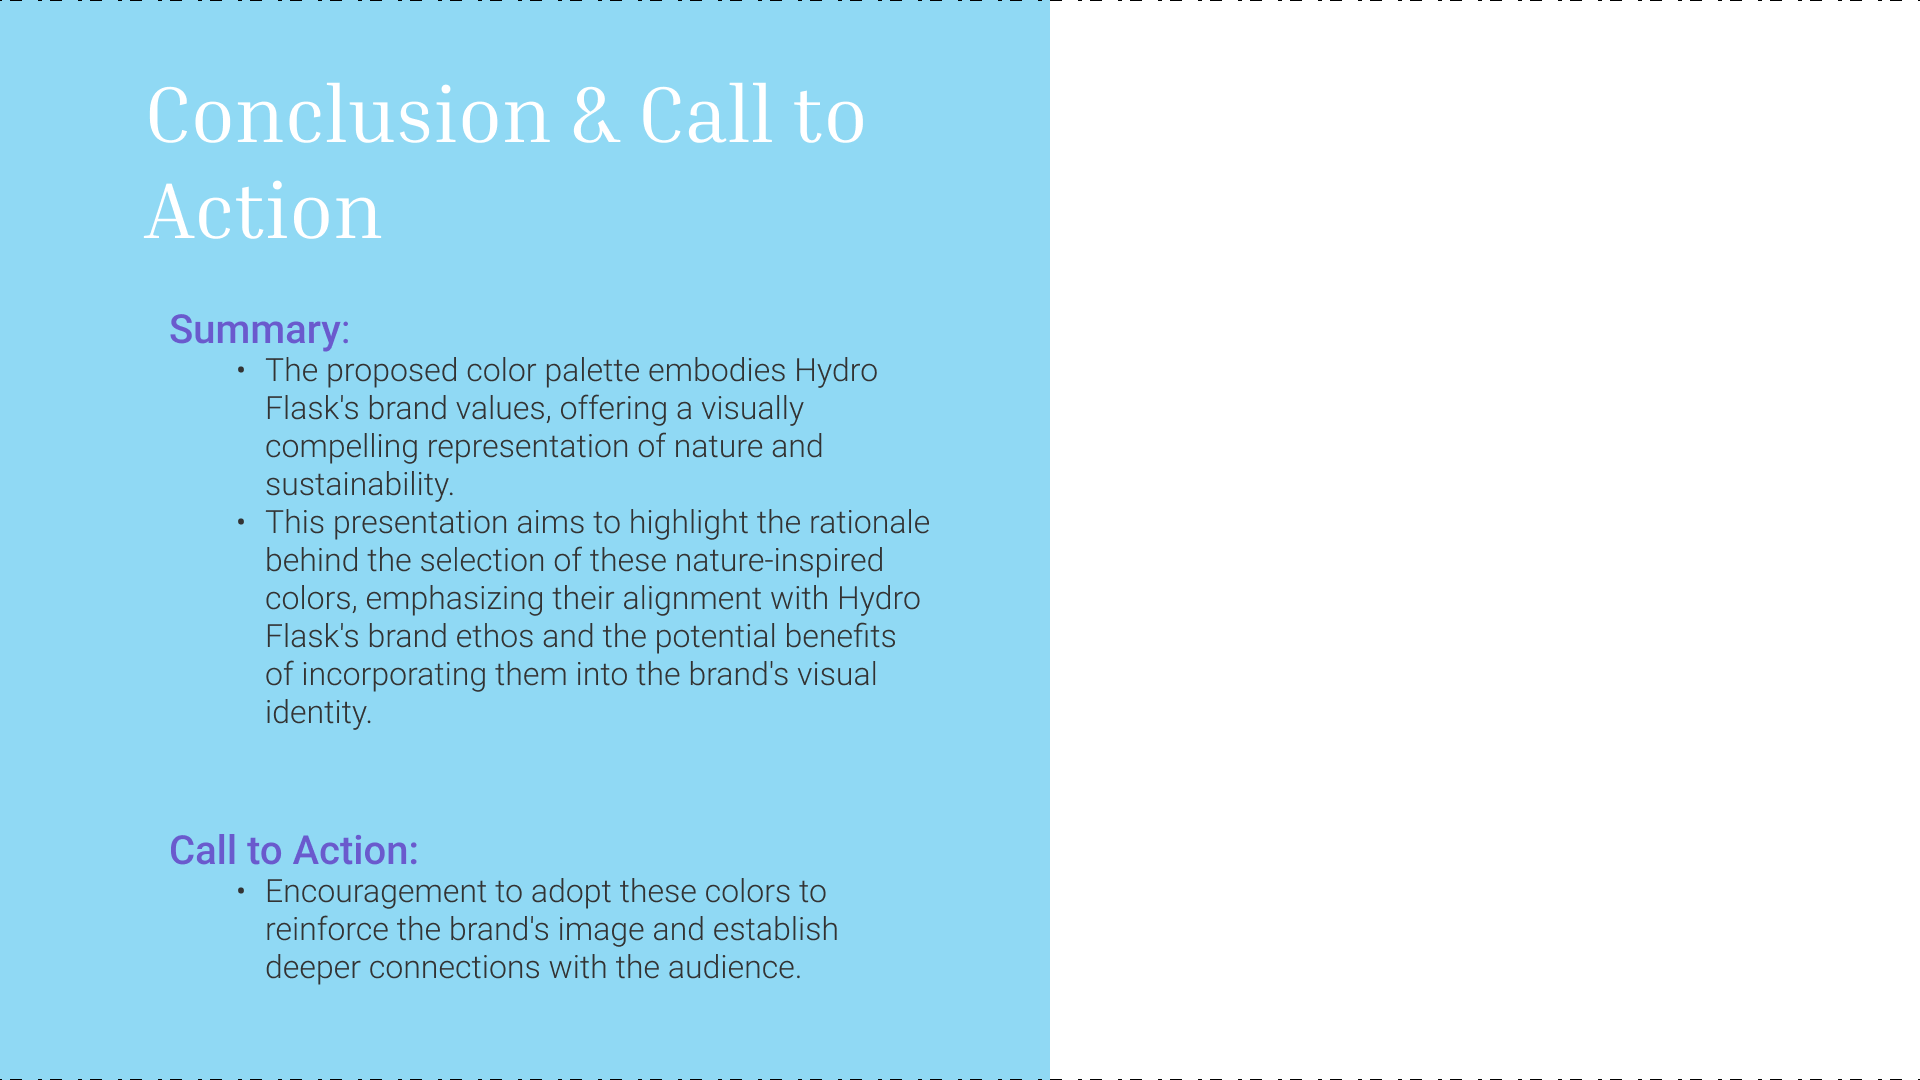 Conclusion & Call to
Action
Summary:
• The proposed color palette embodies Hydro
Flask's brand values, offering a visually
compelling representation of nature and
sustainability.
• This presentation aims to highlight the rationale
behind the selection of these nature-inspired
colors, emphasizing their alignment with Hydro
Flask's brand ethos and the potential benefits
of incorporating them into the brand's visual
identity.
Call to Action:
• Encouragement to adopt these colors to
reinforce the brand's image and establish
deeper connections with the audience.